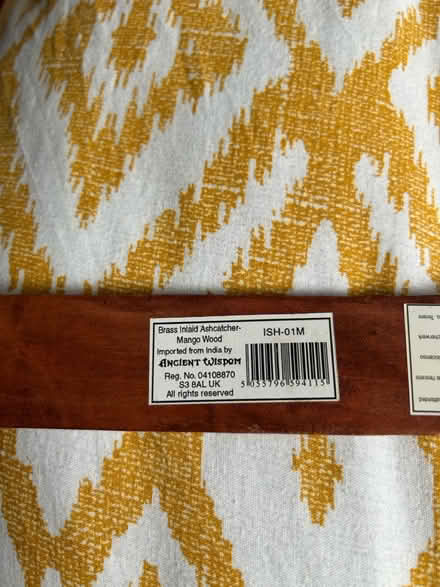 Brass Inlaid Ashcatcher-
Mango Wood
Imported from India by
Ancient Wisdom
Reg. No. 04108870
S3 8AL UK
All rights reserved
ISH-01M
5 055796 594115